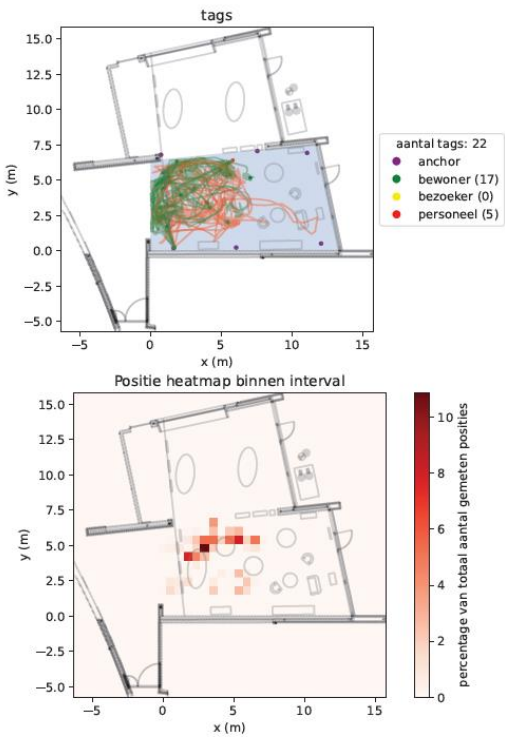 tags
15.0
12.5
10.0
7.5
5.0
2.5
0.0
−2.5
−5.0
y (m)
−5 0 5 10 15
x (m)
aantal tags: 22
anchor
bewoner (17)
bezoeker (0)
personeel (5)
Positie heatmap binnen interval
15.0
12.5
10.0
7.5
5.0
2.5
0.0
−2.5
−5.0
y (m)
−5 0 5 10 15
x (m)
10
8
6
4
2
0
percentage van totaal aantal gemeten posities